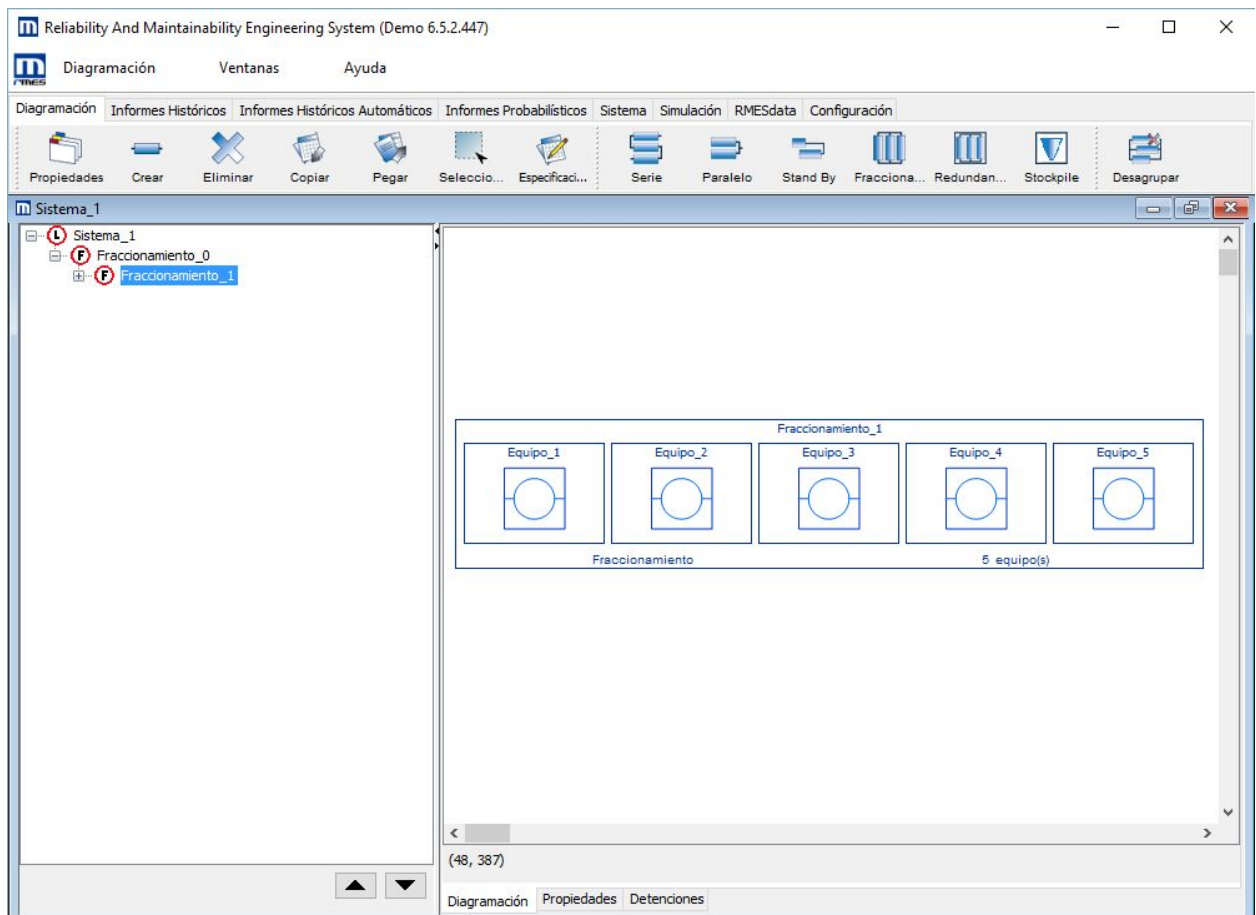 Reliability And Maintainability Engineering System (Demo 6.5.2.447)
rmes Diagramación Ventanas Ayuda
Diagramación Informes Históricos Informes Históricos Automáticos Informes Probabilísticos Sistema Simulación RMESdata Configuración
Propiedades Crear Eliminar Copiar Pegar Seleccio... Especificaci... Serie Paralelo Stand By Fracciona... Redundan... Stockpile Desagrupar
Sistema_1
L Sistema_1
F Fraccionamiento_0
F Fraccionamiento_1
Fraccionamiento_1
Equipo_1 Equipo_2 Equipo_3 Equipo_4 Equipo_5
Fraccionamiento 5 equipo(s)
(48, 387)
Diagramación Propiedades Detenciones